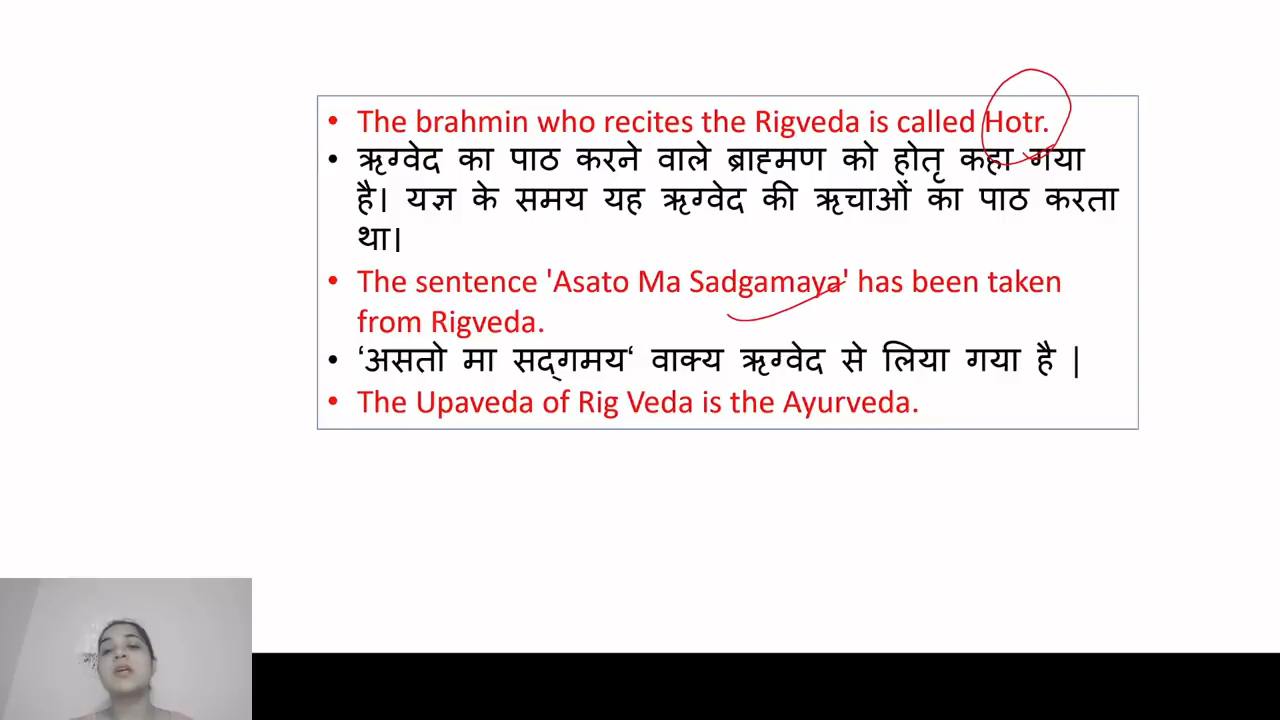 • The brahmin who recites the Rigveda is called Hotr.
• ऋग्वेद का पाठ करने वाले ब्राह्मण को होतृ कहा गया
है। यज्ञ के समय यह ऋग्वेद की ऋचाओं का पाठ करता
था।
• The sentence 'Asato Ma Sadgamaya' has been taken
from Rigveda.
• ‘असतो मा सद्‌गमय‘ वाक्य ऋग्वेद से लिया गया है |
• The Upaveda of Rig Veda is the Ayurveda.